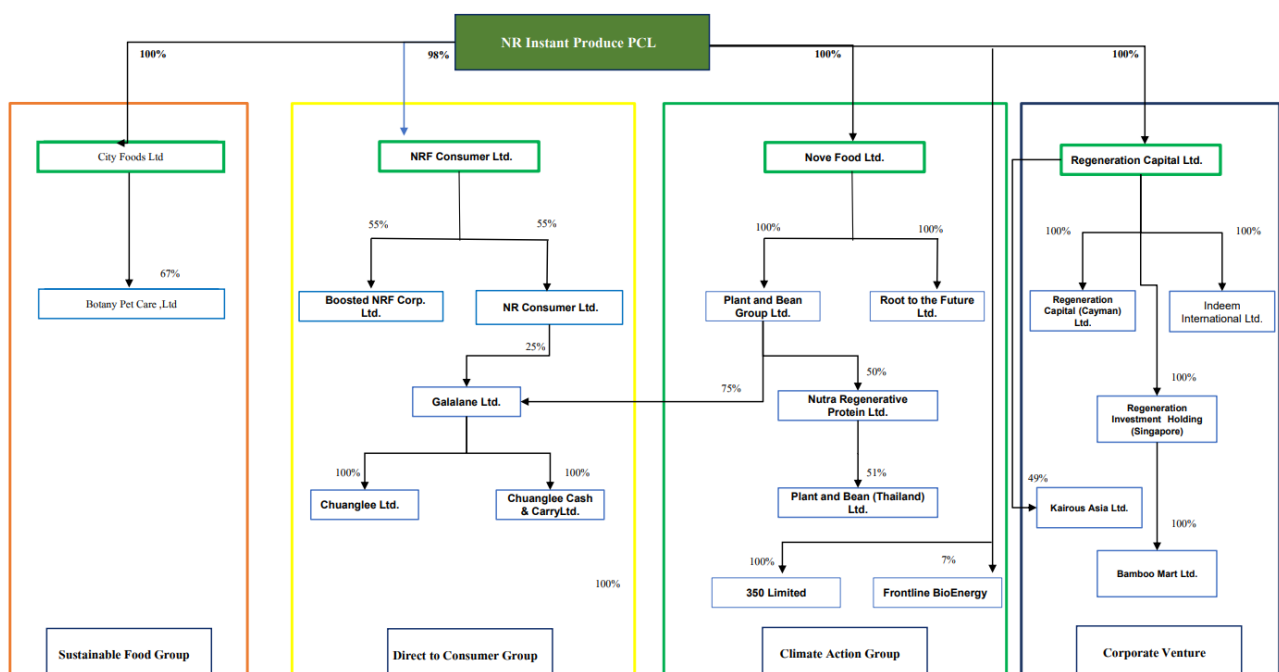 NR Instant Produce PCL
100%
98%
100%
100%
City Foods Ltd
NRF Consumer Ltd.
Nove Food Ltd.
Regeneration Capital Ltd.
55%
55%
100%
100%
100%
100%
67%
Botany Pet Care ,Ltd
Boosted NRF Corp.
Ltd.
NR Consumer Ltd.
Plant and Bean
Group Ltd.
Root to the Future
Ltd.
Regeneration
Capital (Cayman)
Ltd.
Indeem
International Ltd.
25%
50%
100%
75%
Galalane Ltd.
Nutra Regenerative
Protein Ltd.
Regeneration
Investment Holding
(Singapore)
100%
100%
51%
49%
Chuanglee Ltd.
Chuanglee Cash
& CarryLtd.
Plant and Bean (Thailand)
Ltd.
Kairous Asia Ltd.
100%
100%
7%
Bamboo Mart Ltd.
100%
350 Limited
Frontline BioEnergy
Sustainable Food Group
Direct to Consumer Group
Climate Action Group
Corporate Venture